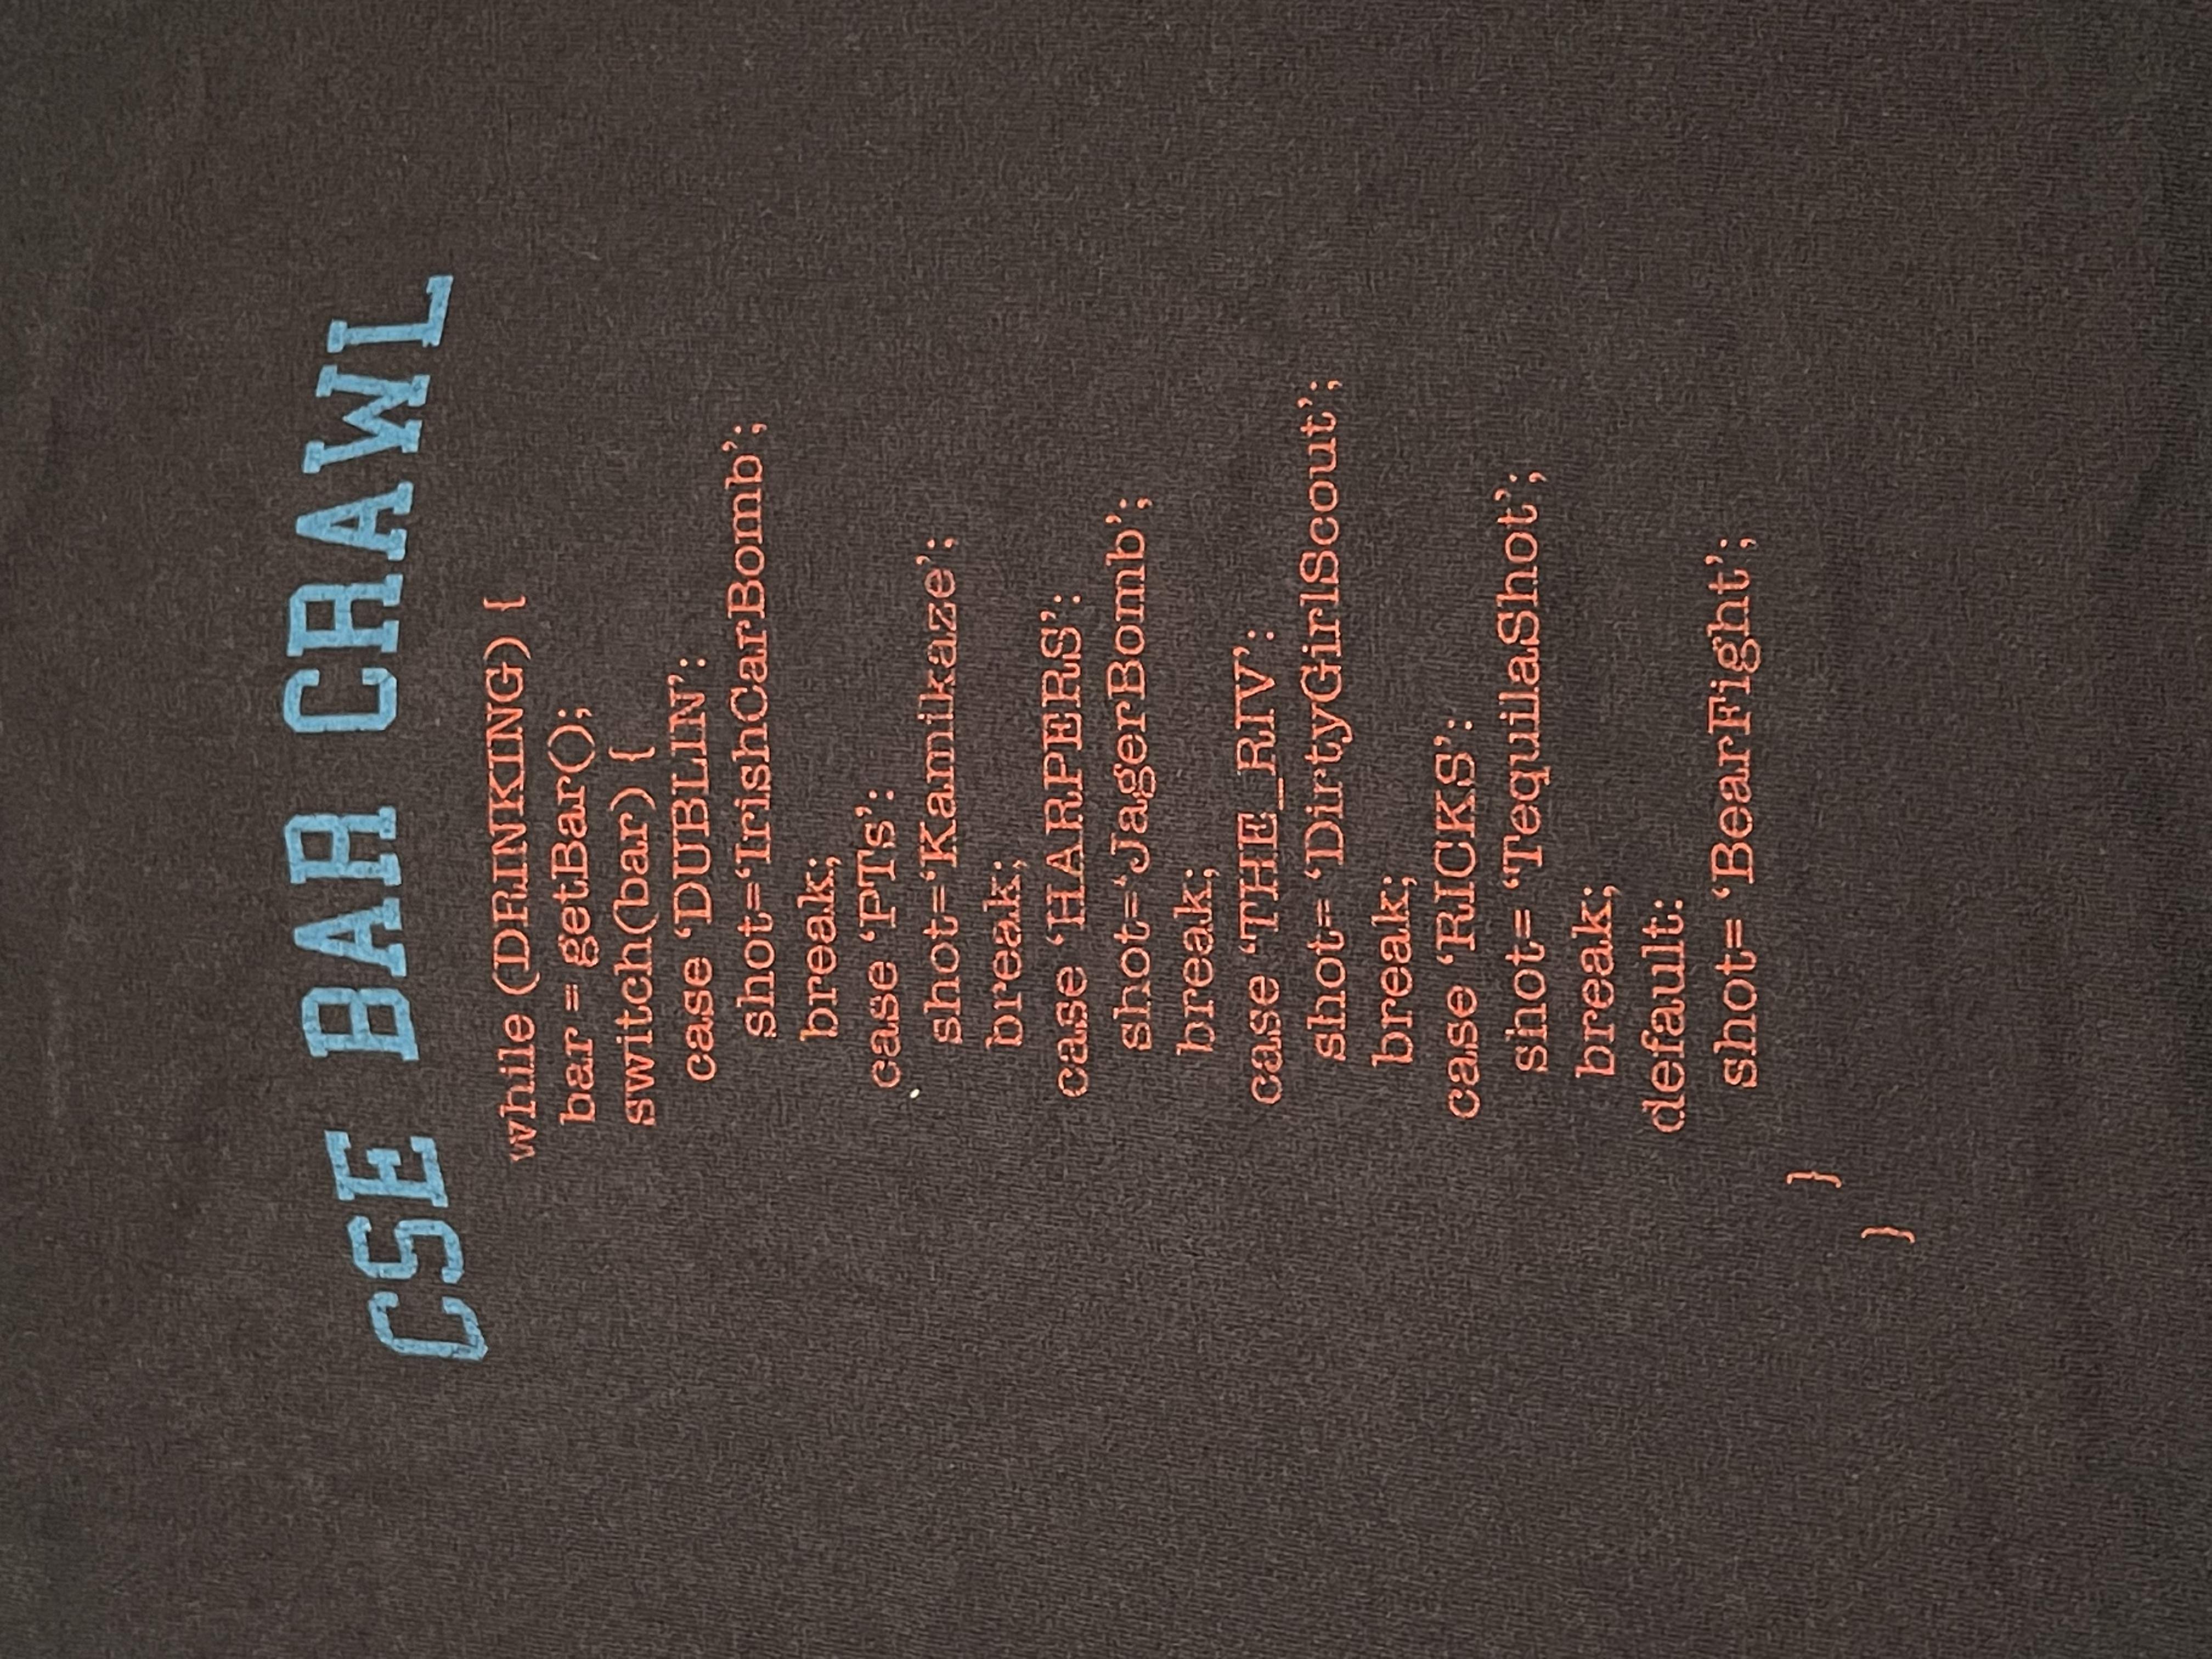 CSE BAR CRAWL
while (DRINKING) {
bar = getBar();
switch(bar) {
case ‘DUBLIN’:
shot=‘IrishCarBomb’;
break;
case ‘PTs’:
shot=‘Kamikaze’;
break;
case ‘HARPERS’:
shot=‘JagerBomb’;
break;
case ‘THE_RIV’:
shot= ‘DirtyGirlScout’;
break;
case ‘RICKS’:
shot= ‘TequilaShot’;
break;
default:
shot= ‘BearFight’;
}
}